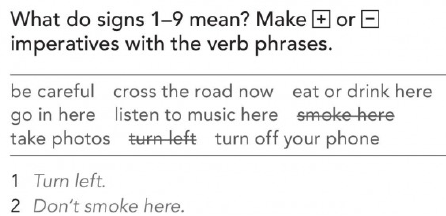 What do signs 1–9 mean? Make + or −
imperatives with the verb phrases.
be careful cross the road now eat or drink here
go in here listen to music here smoke here
take photos turn left turn off your phone
1 Turn left.
2 Don't smoke here.